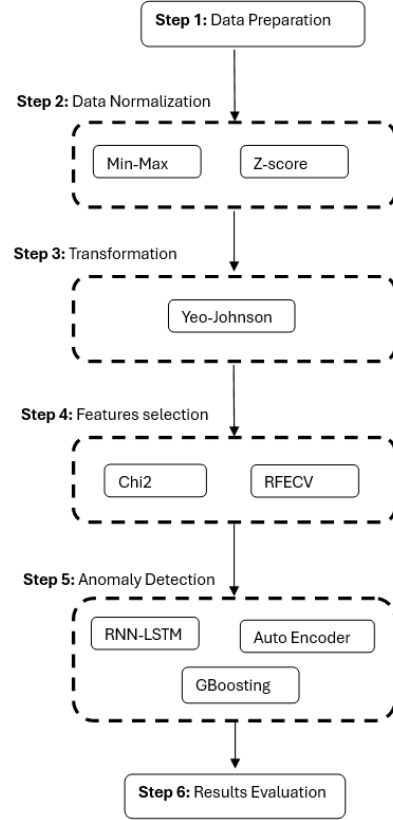 Step 1: Data Preparation
Step 2: Data Normalization
Min-Max
Z-score
Step 3: Transformation
Yeo-Johnson
Step 4: Features selection
Chi2
RFECV
Step 5: Anomaly Detection
RNN-LSTM
Auto Encoder
GBoosting
Step 6: Results Evaluation